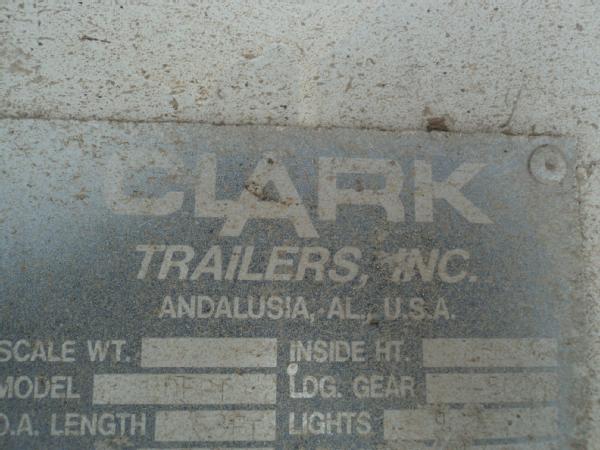 CLARK
TRAILERS, INC.
ANDALUSIA, AL., U.S.A.
SCALE WT. INSIDE HT.
MODEL LDG. GEAR
O.A. LENGTH LIGHTS